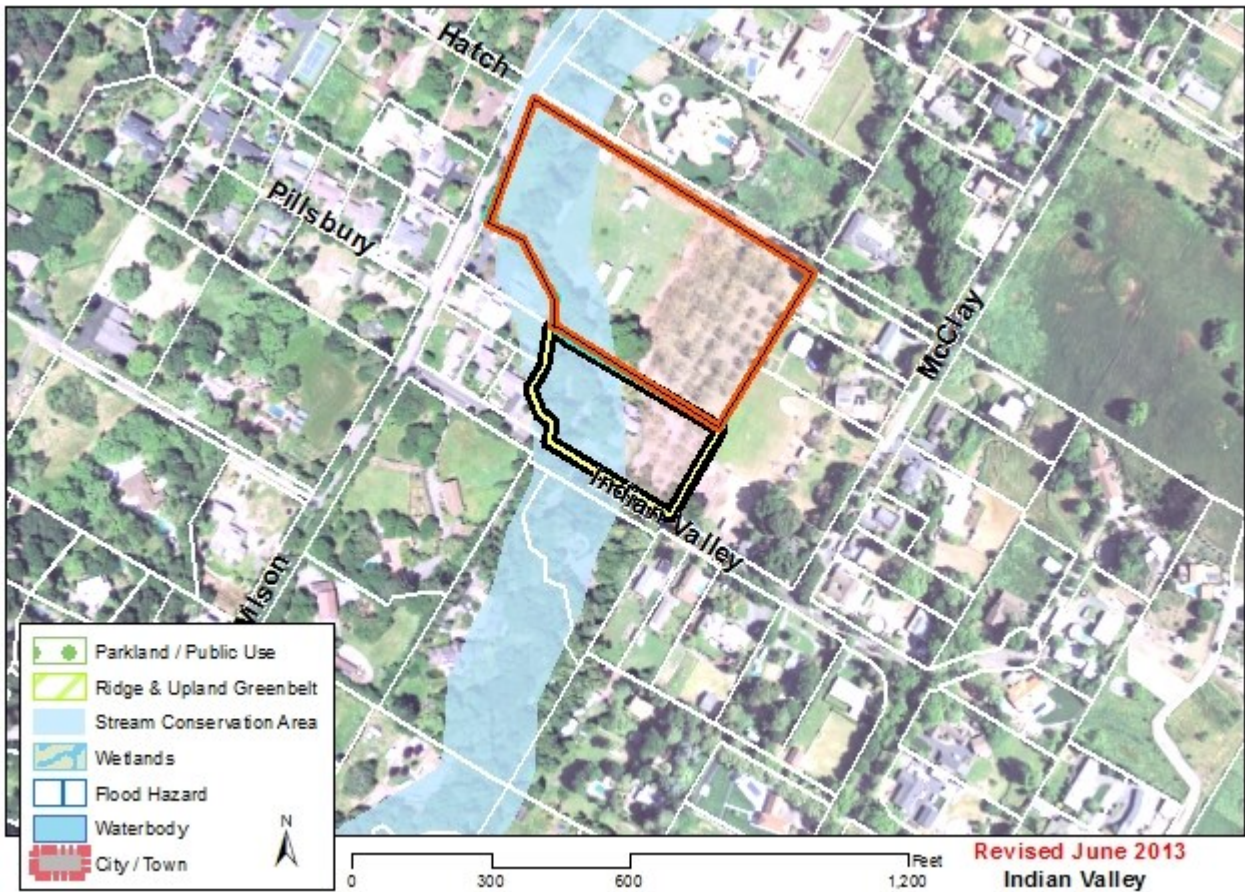 Hatch
Pillsbury
McClay
Indian Valley
Wilson
Parkland / Public Use
Ridge & Upland Greenbelt
Stream Conservation Area
Wetlands
Flood Hazard
Waterbody
City / Town
N
Feet
0 300 600 1,200
Revised June 2013
Indian Valley